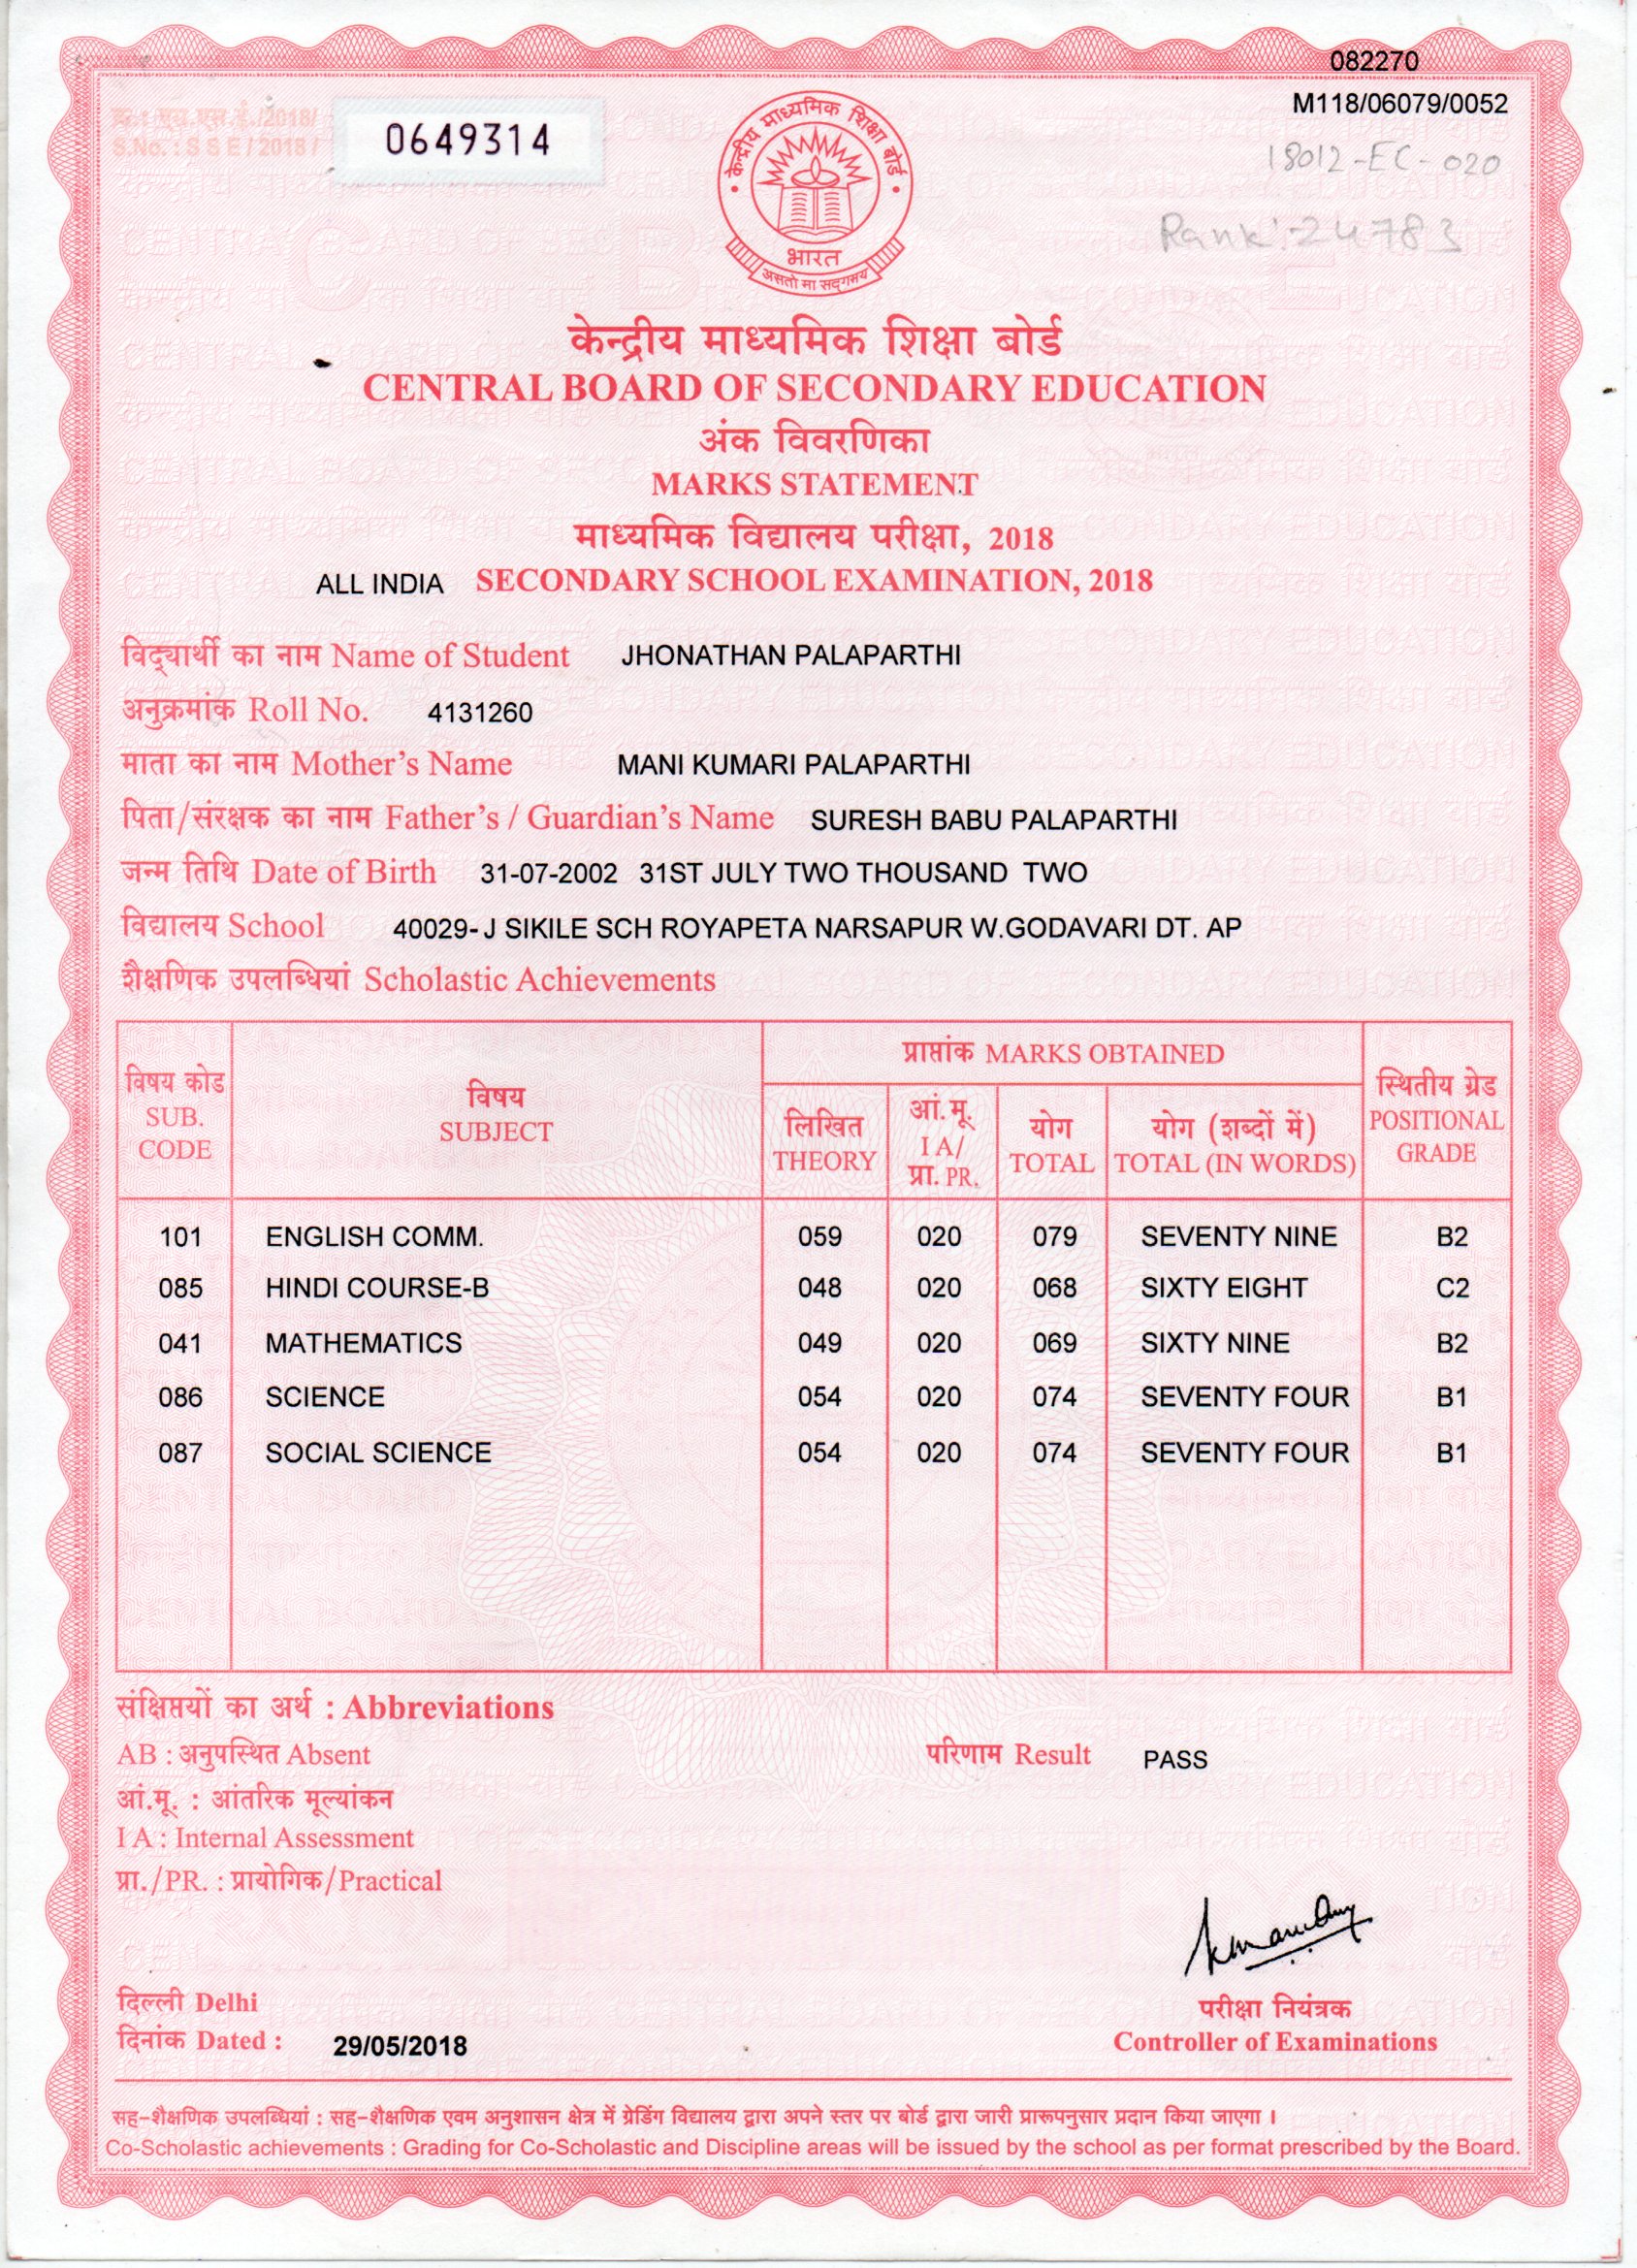 082270
M118/06079/0052
क्र.: एस.एस.ई./2018/
S.No. : S S E / 2018 /
0649314
18012-EC-020
Rank: 24783
केन्द्रीय माध्यमिक शिक्षा बोर्ड
भारत
असतो मा सद्गमय
केन्द्रीय माध्यमिक शिक्षा बोर्ड
CENTRAL BOARD OF SECONDARY EDUCATION
अंक विवरणिका
MARKS STATEMENT
माध्यमिक विद्यालय परीक्षा, 2018
ALL INDIA SECONDARY SCHOOL EXAMINATION, 2018
विद्यार्थी का नाम Name of Student JHONATHAN PALAPARTHI
अनुक्रमांक Roll No. 4131260
माता का नाम Mother's Name MANI KUMARI PALAPARTHI
पिता/संरक्षक का नाम Father's / Guardian's Name SURESH BABU PALAPARTHI
जन्म तिथि Date of Birth 31-07-2002 31ST JULY TWO THOUSAND TWO
विद्यालय School 40029- J SIKILE SCH ROYAPETA NARSAPUR W.GODAVARI DT. AP
शैक्षणिक उपलब्धियां Scholastic Achievements
विषय कोड SUB. CODE
विषय SUBJECT
प्राप्तांक MARKS OBTAINED
लिखित THEORY
आं.मू. I A/ प्रा. PR.
योग TOTAL
योग (शब्दों में) TOTAL (IN WORDS)
स्थितीय ग्रेड POSITIONAL GRADE
101 ENGLISH COMM. 059 020 079 SEVENTY NINE B2
085 HINDI COURSE-B 048 020 068 SIXTY EIGHT C2
041 MATHEMATICS 049 020 069 SIXTY NINE B2
086 SCIENCE 054 020 074 SEVENTY FOUR B1
087 SOCIAL SCIENCE 054 020 074 SEVENTY FOUR B1
संक्षिप्तयों का अर्थ : Abbreviations
AB : अनुपस्थित Absent
परिणाम Result PASS
आं.मू. : आंतरिक मूल्यांकन
I A : Internal Assessment
प्रा./PR. : प्रायोगिक/Practical
दिल्ली Delhi
दिनांक Dated : 29/05/2018
परीक्षा नियंत्रक
Controller of Examinations
सह-शैक्षणिक उपलब्धियां : सह-शैक्षणिक एवम अनुशासन क्षेत्र में ग्रेडिंग विद्यालय द्वारा अपने स्तर पर बोर्ड द्वारा जारी प्रारूपनुसार प्रदान किया जाएगा ।
Co-Scholastic achievements : Grading for Co-Scholastic and Discipline areas will be issued by the school as per format prescribed by the Board.